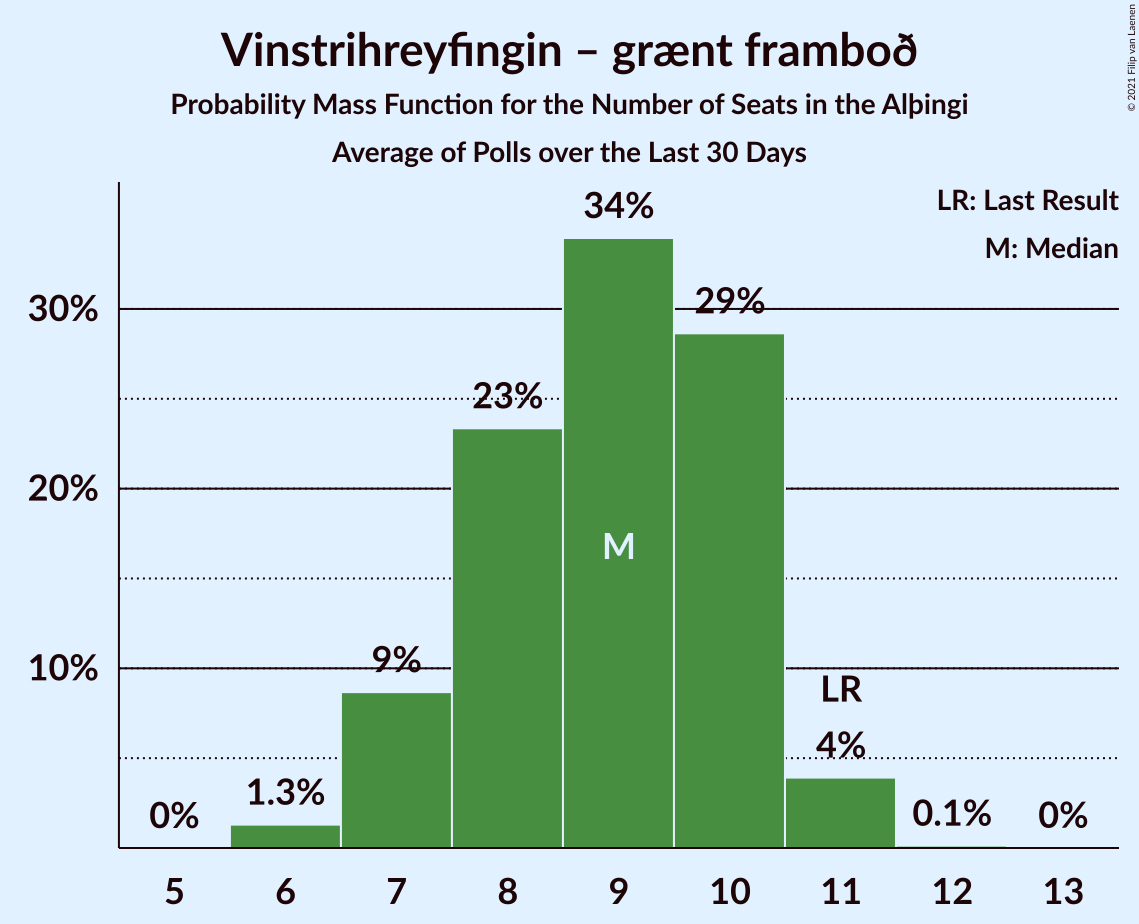 Vinstrihreyfingin – grænt framboð
Probability Mass Function for the Number of Seats in the Alþingi
Average of Polls over the Last 30 Days
© 2021 Filip van Laenen
LR: Last Result
M: Median
34%
30%
29%
23%
20%
M
10%
9%
LR
4%
1.3%
0%
0.1%
0%
5 6 7 8 9 10 11 12 13